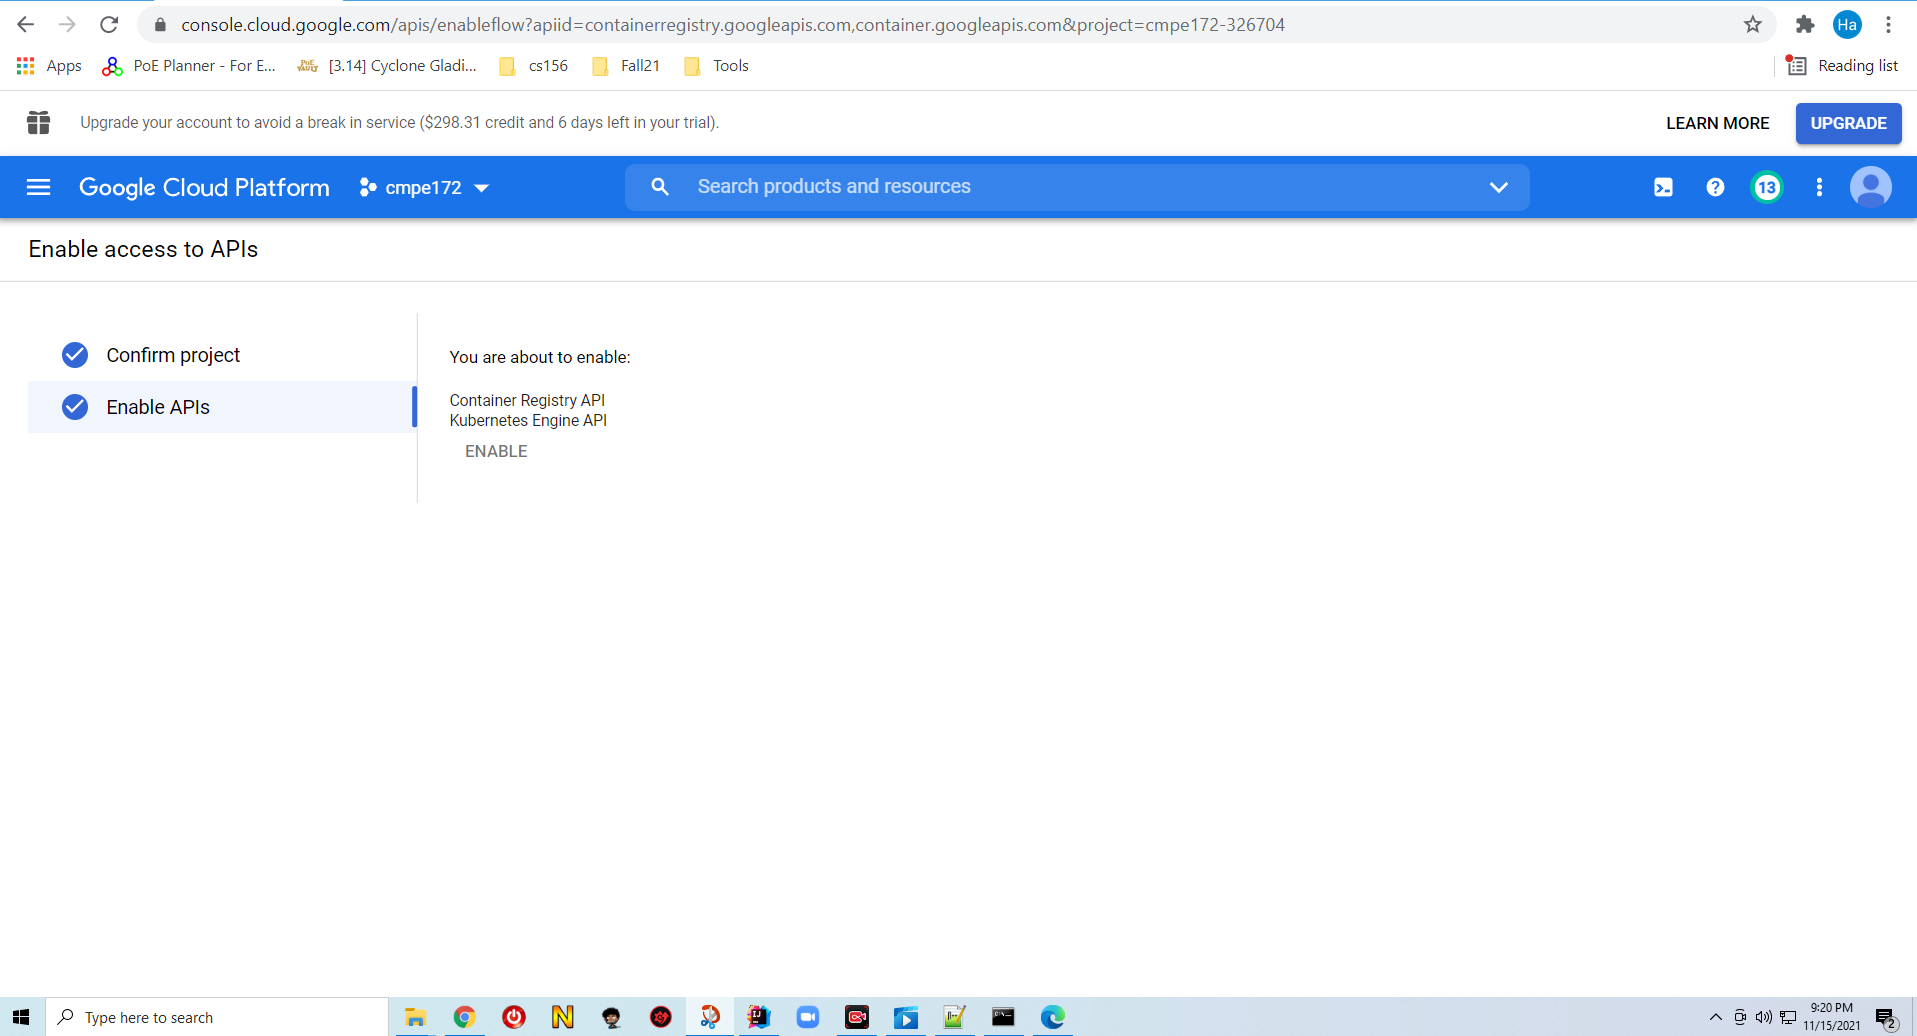 console.cloud.google.com/apis/enableflow?apiid=containerregistry.googleapis.com,container.googleapis.com&project=cmpe172-326704
Ha
Apps
PoE Planner - For E...
[3.14] Cyclone Gladi...
cs156
Fall21
Tools
Reading list
Upgrade your account to avoid a break in service ($298.31 credit and 6 days left in your trial).
LEARN MORE
UPGRADE
Google Cloud Platform
cmpe172
Search products and resources
13
Enable access to APIs
Confirm project
Enable APIs
You are about to enable:
Container Registry API
Kubernetes Engine API
ENABLE
Type here to search
9:20 PM
11/15/2021
2